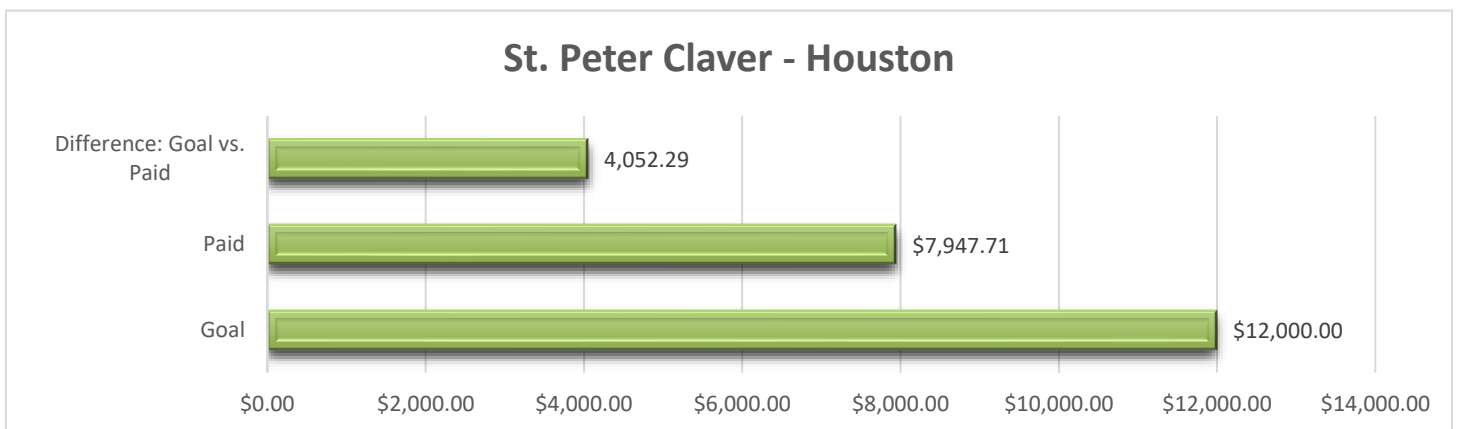 St. Peter Claver - Houston
Difference: Goal vs.
Paid
4,052.29
Paid
$7,947.71
Goal
$12,000.00
$0.00 $2,000.00 $4,000.00 $6,000.00 $8,000.00 $10,000.00 $12,000.00 $14,000.00